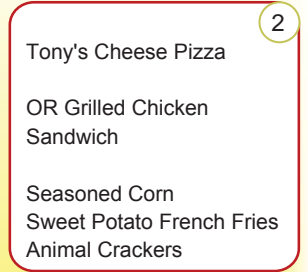 2
Tony's Cheese Pizza
OR Grilled Chicken
Sandwich
Seasoned Corn
Sweet Potato French Fries
Animal Crackers